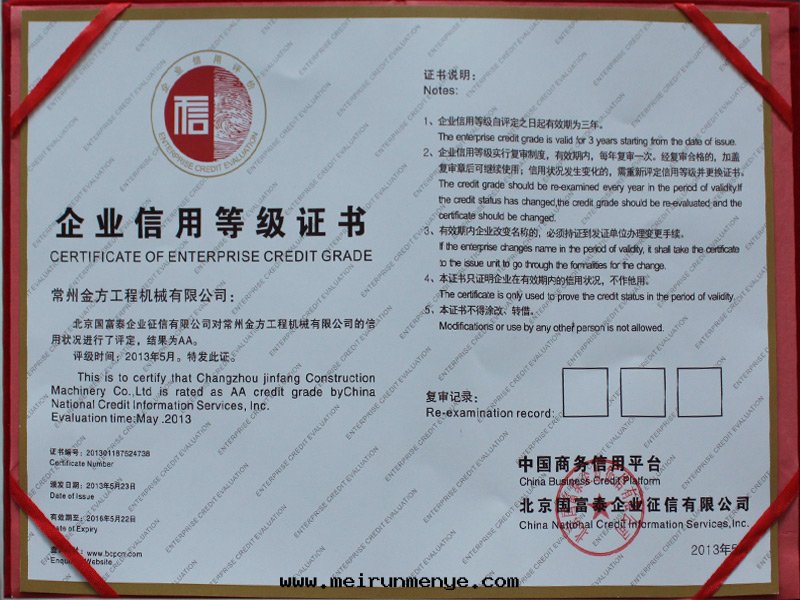 企业信用评价
信
ENTERPRISE CREDIT EVALUATION
企业信用等级证书
CERTIFICATE OF ENTERPRISE CREDIT GRADE
常州金方工程机械有限公司：
北京国富泰企业征信有限公司对常州金方工程机械有限公司的信
用状况进行了评定，结果为AA。
评级时间：2013年5月。特发此证。
This is to certify that Changzhou jinfang Construction
Machinery Co.,Ltd is rated as AA credit grade byChina
National Credit Information Services, Inc.
Evaluation time:May .2013
证书编号：201301187524738
Certificate Number
颁发日期：2013年5月23日
Date of Issue
有效期至：2016年5月22日
Date of Expiry
www.bcpcn.com
Enquiry Website
证书说明：
Notes:
1、企业信用等级自评定之日起有效期为三年。
The enterprise credit grade is valid for 3 years starting from the date of issue.
2、企业信用等级实行复审制度，有效期内，每年复审一次。经复审合格的，加盖
复审章后可继续使用；信用状况发生变化的，需重新评定信用等级并更换证书。
The credit grade should be re-examined every year in the period of validity.If
the credit status has changed,the credit grade should be re-evaluated and the
certificate should be changed.
3、有效期内企业改变名称的，必须持证到发证单位办理变更手续。
If the enterprise changes name in the period of validity, it shall take the certificate
to the issue unit to go through the formalities for the change.
4、本证书只证明企业在有效期内的信用状况，不作他用。
The certificate is only used to prove the credit status in the period of validity.
5、本证书不得涂改、转借。
Modifications or use by any other person is not allowed.
复审记录：
Re-examination record:
中国商务信用平台
China Business Credit Platform
北京国富泰企业征信有限公司
China National Credit Information Services,Inc.
2013年5月
www.meirunmenye.com